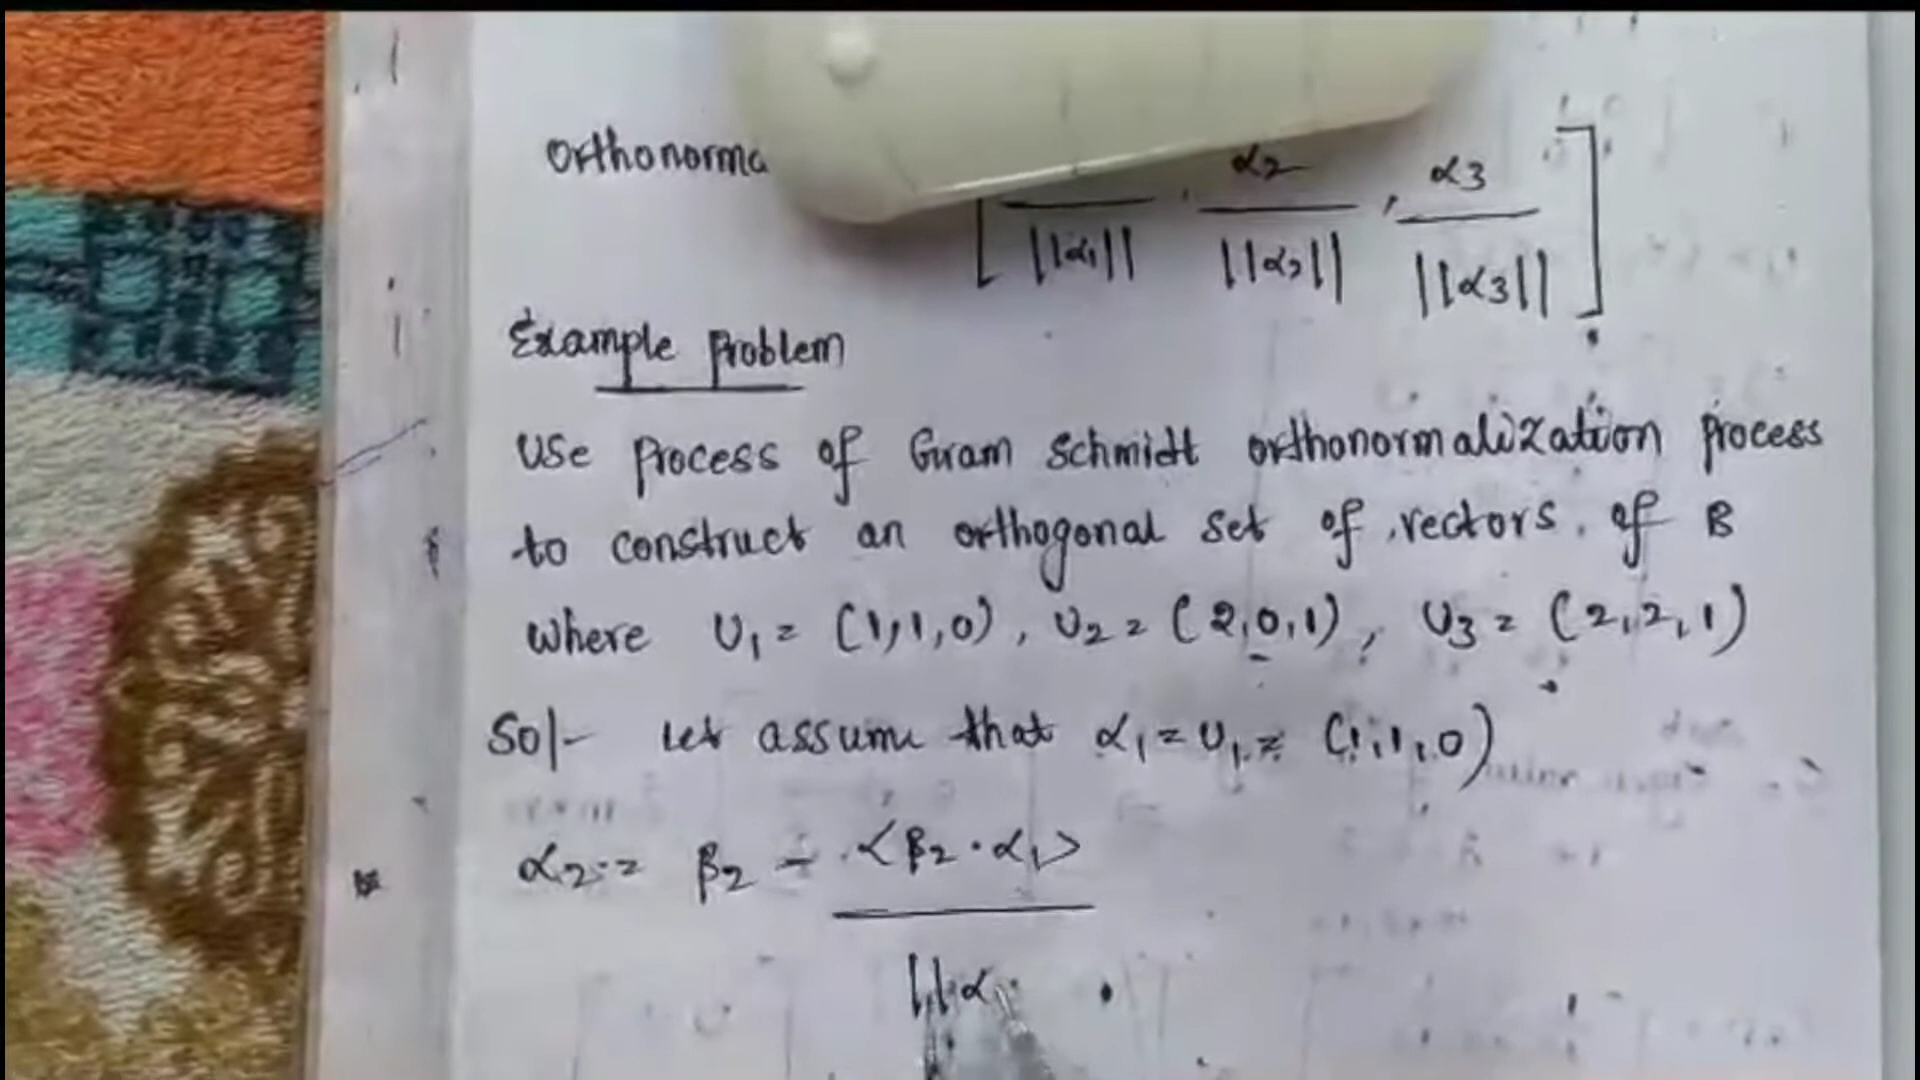 Orthonorma
α2 α3
[ ||α1|| , ||α2|| , ||α3|| ]
Example Problem
Use Process of Gram Schmidt orthonormalization process
to construct an orthogonal set of vectors of B
where U1 = (1,1,0), U2 = (2,0,1), U3 = (2,2,1)
Sol- Let assume that α1 = U1 = (1,1,0)
α2 = β2 - <β2·α1>
||α